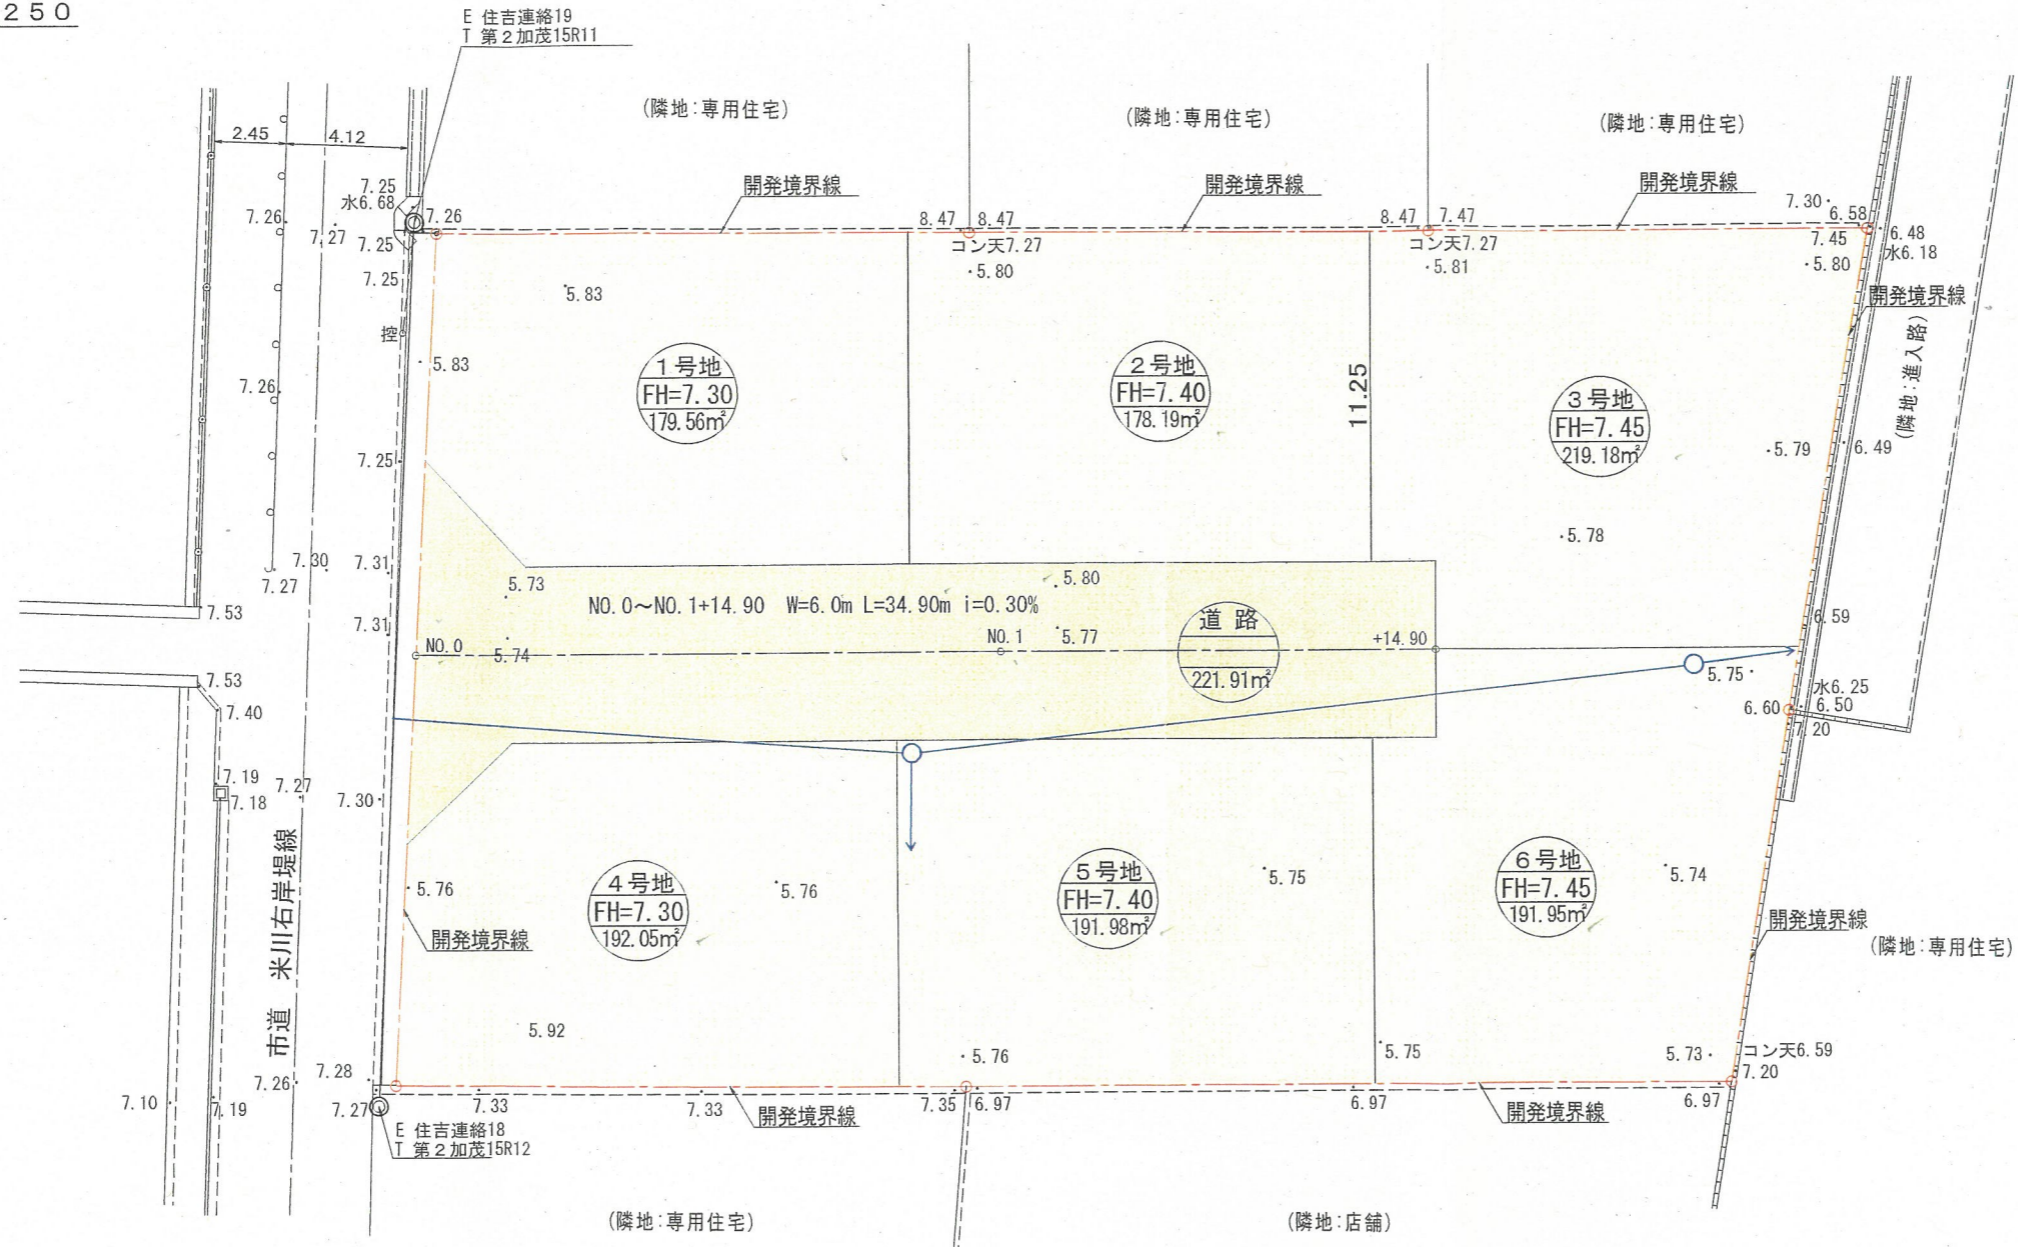 250
E 住吉連絡19
T 第2加茂15R11
(隣地:専用住宅)
(隣地:専用住宅)
(隣地:専用住宅)
2.45
4.12
開発境界線
開発境界線
開発境界線
7.25
水6.68
7.26
7.26
7.27
7.25
7.25
8.47
8.47
コン天7.27
5.80
8.47
7.47
コン天7.27
5.81
7.30
6.58
7.45
6.48
水6.18
5.80
開発境界線
(隣地:進入路)
5.83
控
5.83
7.26
1号地
FH=7.30
179.56㎡
2号地
FH=7.40
178.19㎡
11.25
3号地
FH=7.45
219.18㎡
5.79
6.49
7.25
5.78
7.30
7.31
7.27
5.73
5.80
7.53
7.31
NO.0〜NO.1+14.90 W=6.0m L=34.90m i=0.30%
道路
221.91㎡
6.59
NO.0
5.74
NO.1
5.77
+14.90
7.53
7.40
5.75
水6.25
6.60
6.50
7.20
7.19
7.18
7.27
7.30
市道 米川右岸堤線
5.76
4号地
FH=7.30
192.05㎡
5.76
5号地
FH=7.40
191.98㎡
5.75
6号地
FH=7.45
191.95㎡
5.74
開発境界線
開発境界線
(隣地:専用住宅)
5.92
5.76
5.75
5.73
コン天6.59
7.20
7.28
7.26
7.10
7.19
7.27
7.33
7.33
開発境界線
7.35
6.97
6.97
開発境界線
6.97
E 住吉連絡18
T 第2加茂15R12
(隣地:専用住宅)
(隣地:店舗)